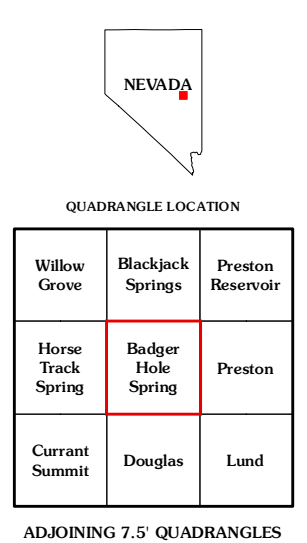 NEVADA
QUADRANGLE LOCATION
Willow
Grove
Blackjack
Springs
Preston
Reservoir
Horse
Track
Spring
Badger
Hole
Spring
Preston
Currant
Summit
Douglas
Lund
ADJOINING 7.5' QUADRANGLES